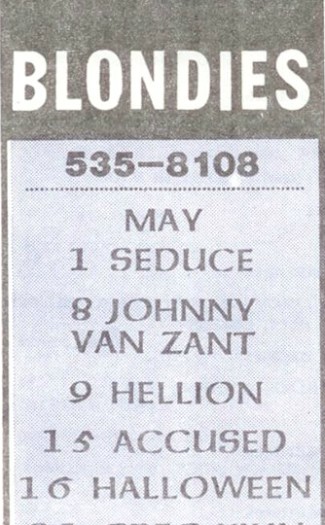 BLONDIES
535-8108
MAY
1 SEDUCE
8 JOHNNY
VAN ZANT
9 HELLION
15 ACCUSED
16 HALLOWEEN